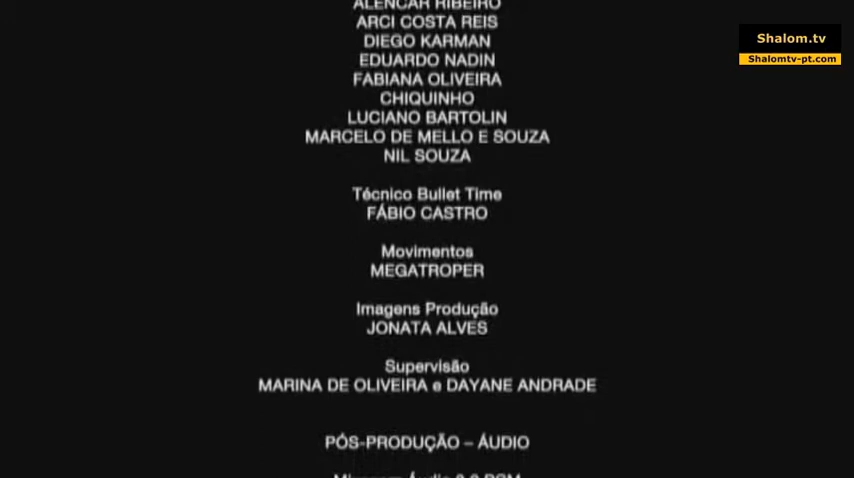 ALENCAR RIBEIRO
ARCI COSTA REIS
DIEGO KARMAN
EDUARDO NADIN
FABIANA OLIVEIRA
CHIQUINHO
LUCIANO BARTOLIN
MARCELO DE MELLO E SOUZA
NIL SOUZA
Técnico Bullet Time
FÁBIO CASTRO
Movimentos
MEGATROPER
Imagens Produção
JONATA ALVES
Supervisão
MARINA DE OLIVEIRA e DAYANE ANDRADE
PÓS-PRODUÇÃO – ÁUDIO
Shalom.tv
Shalomtv-pt.com